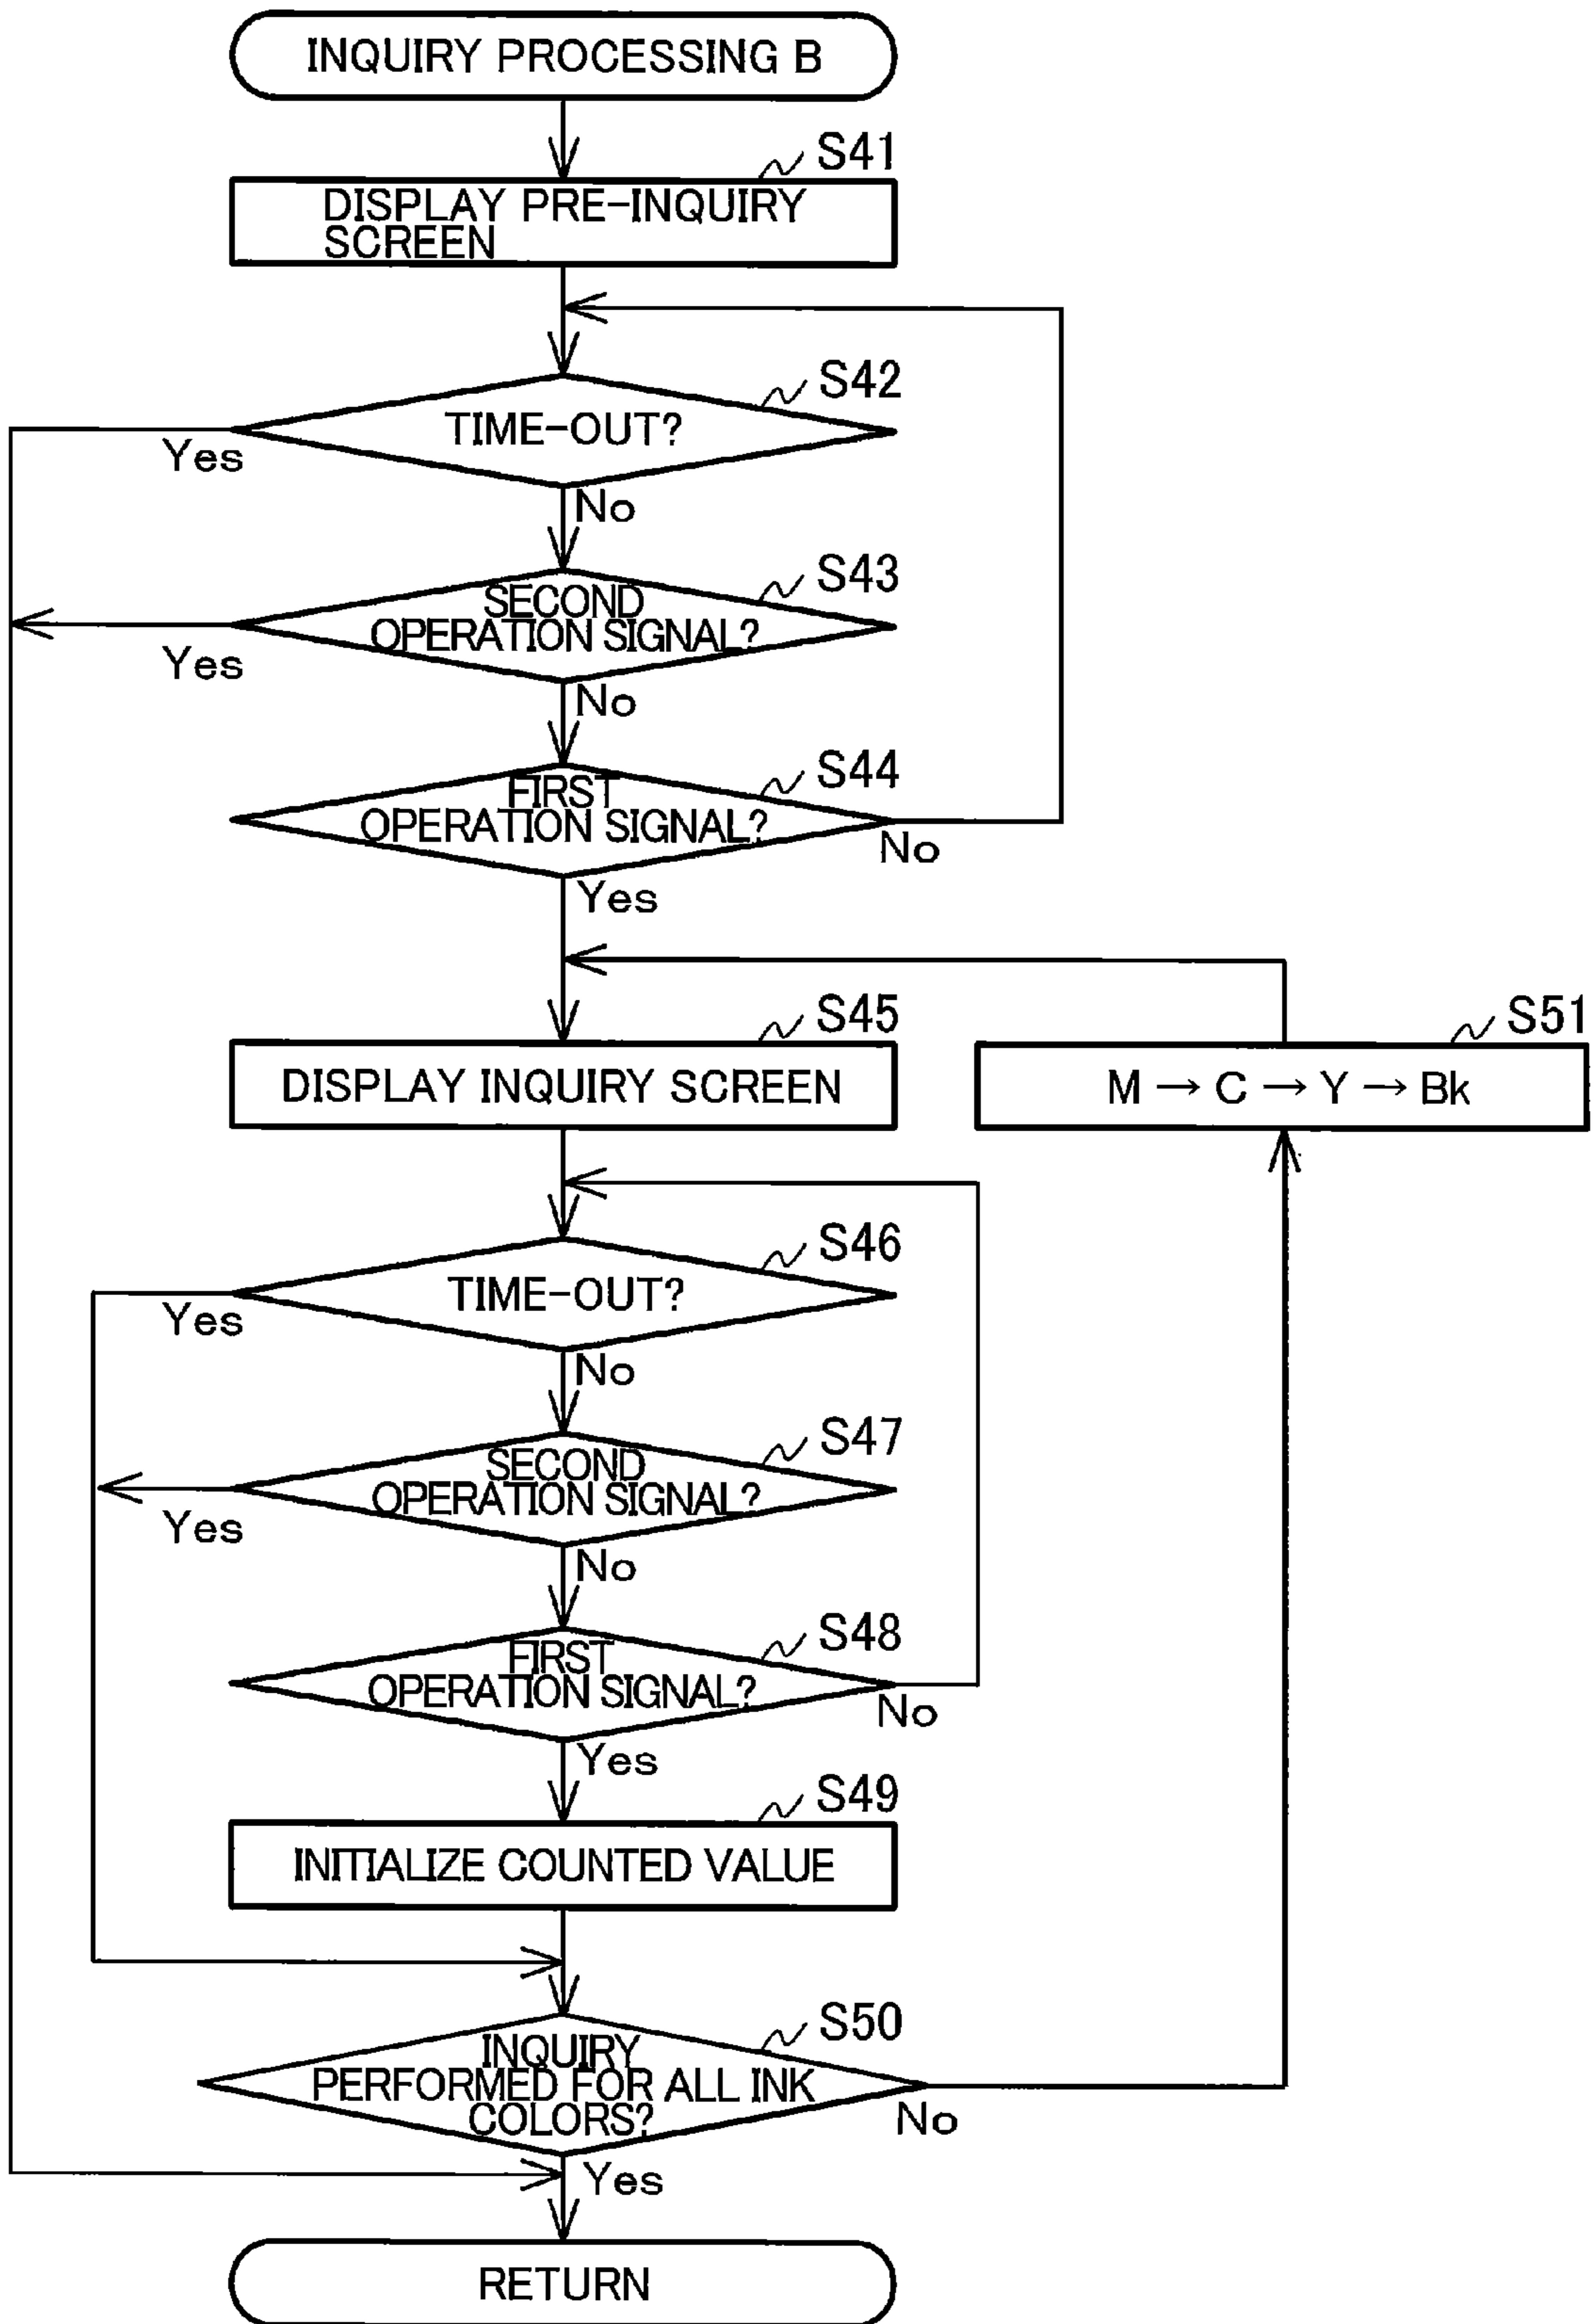 INQUIRY PROCESSING B
S41
DISPLAY PRE-INQUIRY
SCREEN
S42
TIME-OUT?
Yes
No
S43
SECOND
OPERATION SIGNAL?
Yes
No
S44
FIRST
OPERATION SIGNAL?
No
Yes
S45
DISPLAY INQUIRY SCREEN
S51
M → C → Y → Bk
S46
TIME-OUT?
Yes
No
S47
SECOND
OPERATION SIGNAL?
Yes
No
S48
FIRST
OPERATION SIGNAL?
No
Yes
S49
INITIALIZE COUNTED VALUE
S50
INQUIRY
PERFORMED FOR ALL INK
COLORS?
No
Yes
RETURN